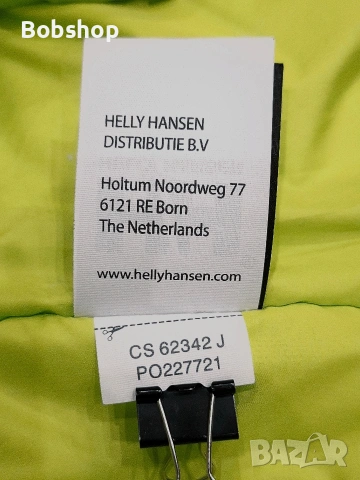 Bobshop
HELLY HANSEN
DISTRIBUTIE B.V
Holtum Noordweg 77
6121 RE Born
The Netherlands
www.hellyhansen.com
CS 62342 J
PO227721
bazar